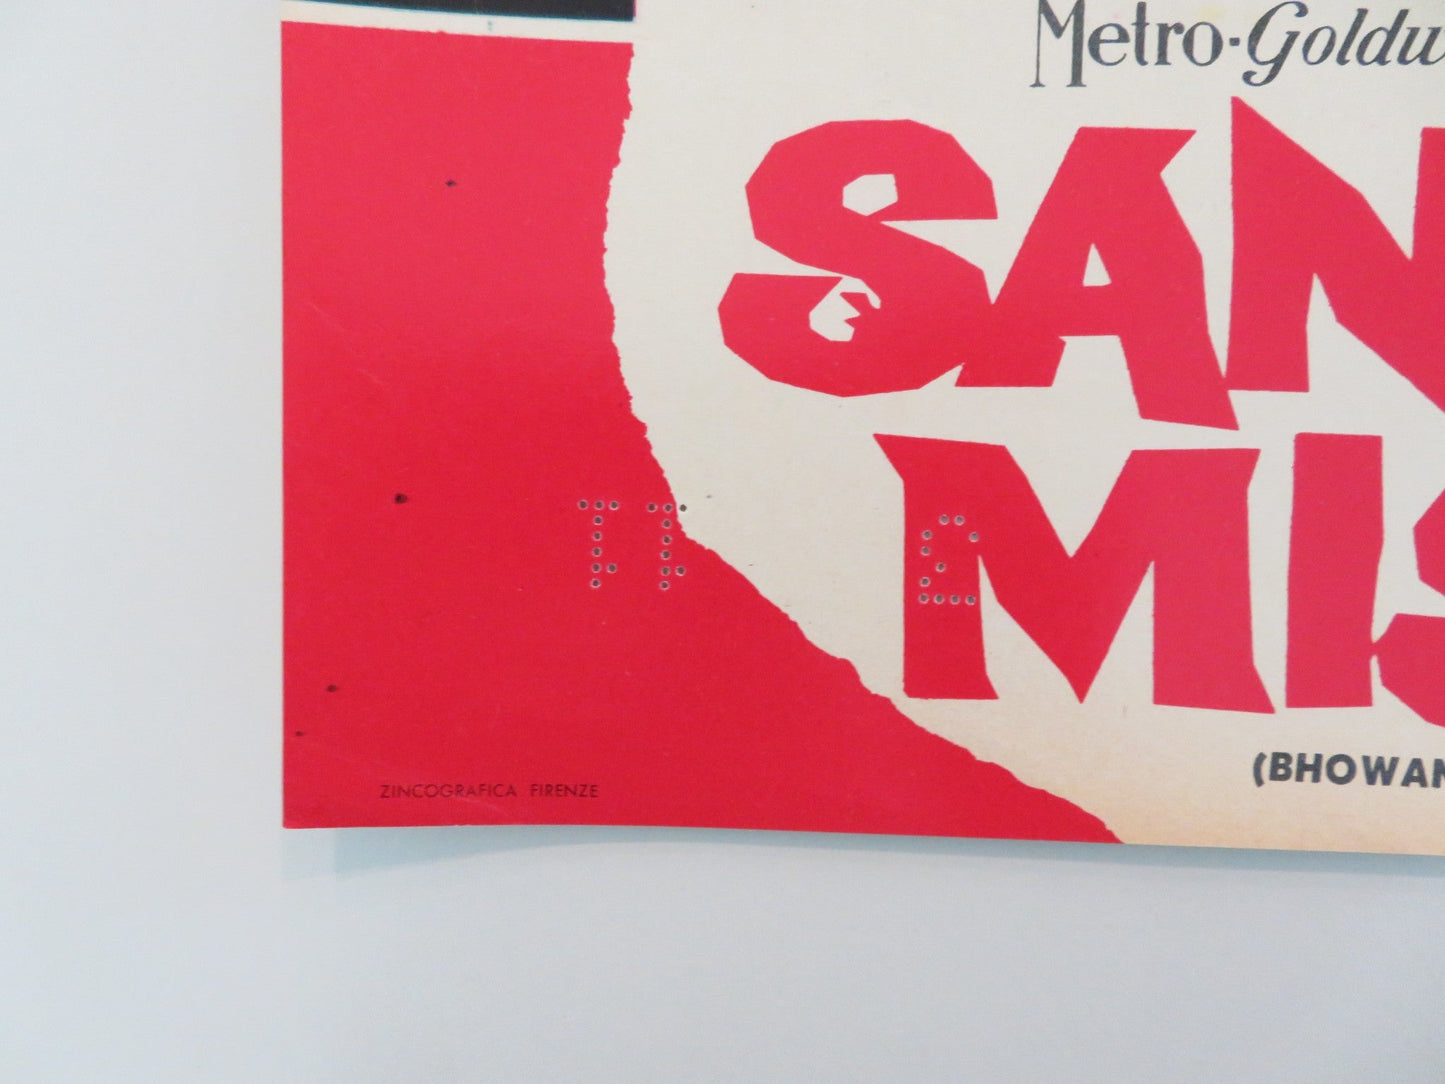 Metro-Goldw
SAN
MIS
(BHOWAN
ZINCOGRAFICA FIRENZE